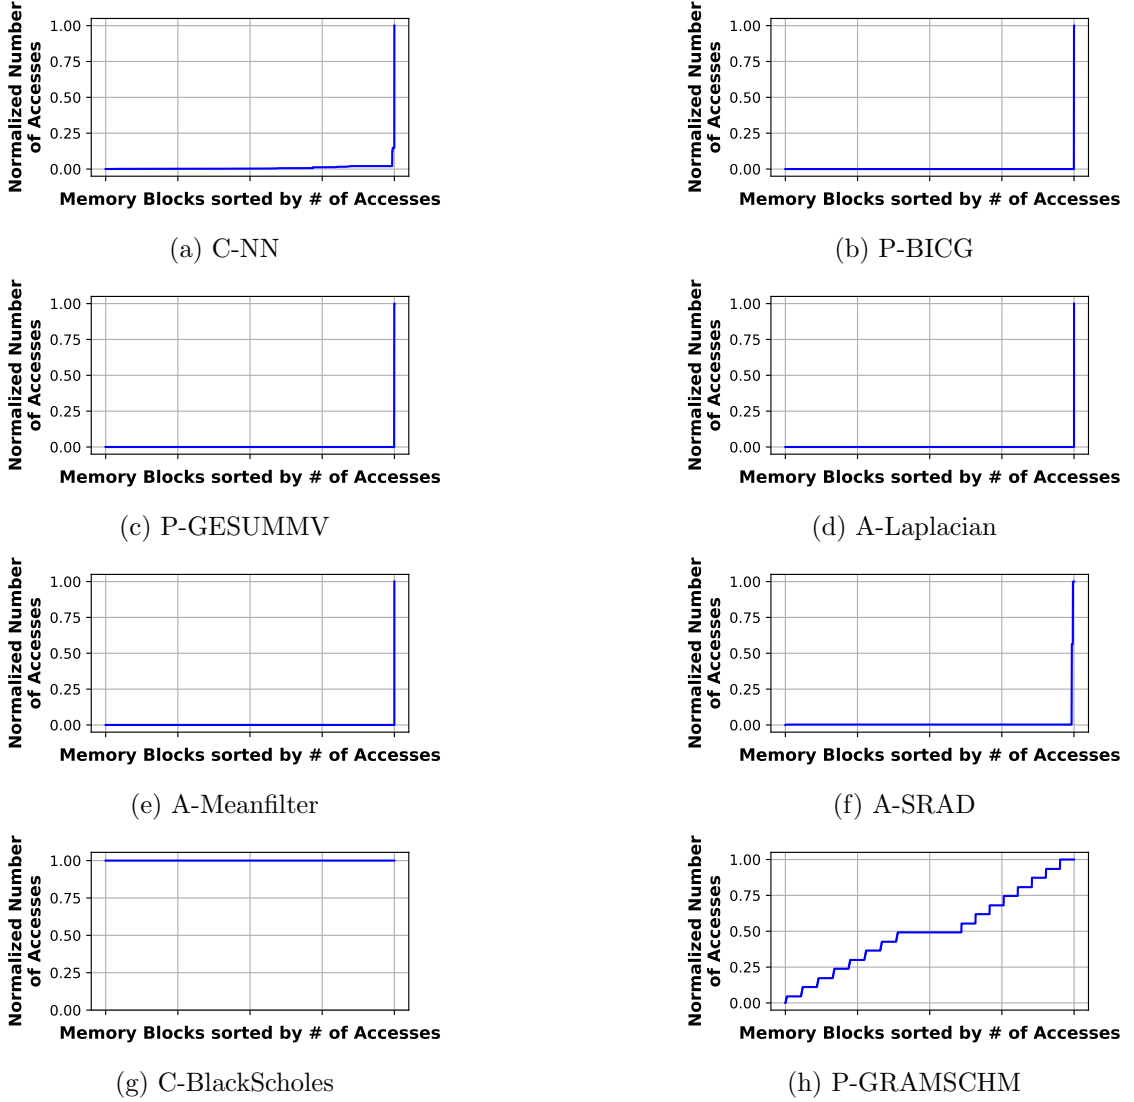 Normalized Number
of Accesses
1.00
0.75
0.50
0.25
0.00
Memory Blocks sorted by # of Accesses
(a) C-NN
Normalized Number
of Accesses
1.00
0.75
0.50
0.25
0.00
Memory Blocks sorted by # of Accesses
(b) P-BICG
Normalized Number
of Accesses
1.00
0.75
0.50
0.25
0.00
Memory Blocks sorted by # of Accesses
(c) P-GESUMMV
Normalized Number
of Accesses
1.00
0.75
0.50
0.25
0.00
Memory Blocks sorted by # of Accesses
(d) A-Laplacian
Normalized Number
of Accesses
1.00
0.75
0.50
0.25
0.00
Memory Blocks sorted by # of Accesses
(e) A-Meanfilter
Normalized Number
of Accesses
1.00
0.75
0.50
0.25
0.00
Memory Blocks sorted by # of Accesses
(f) A-SRAD
Normalized Number
of Accesses
1.00
0.75
0.50
0.25
0.00
Memory Blocks sorted by # of Accesses
(g) C-BlackScholes
Normalized Number
of Accesses
1.00
0.75
0.50
0.25
0.00
Memory Blocks sorted by # of Accesses
(h) P-GRAMSCHM